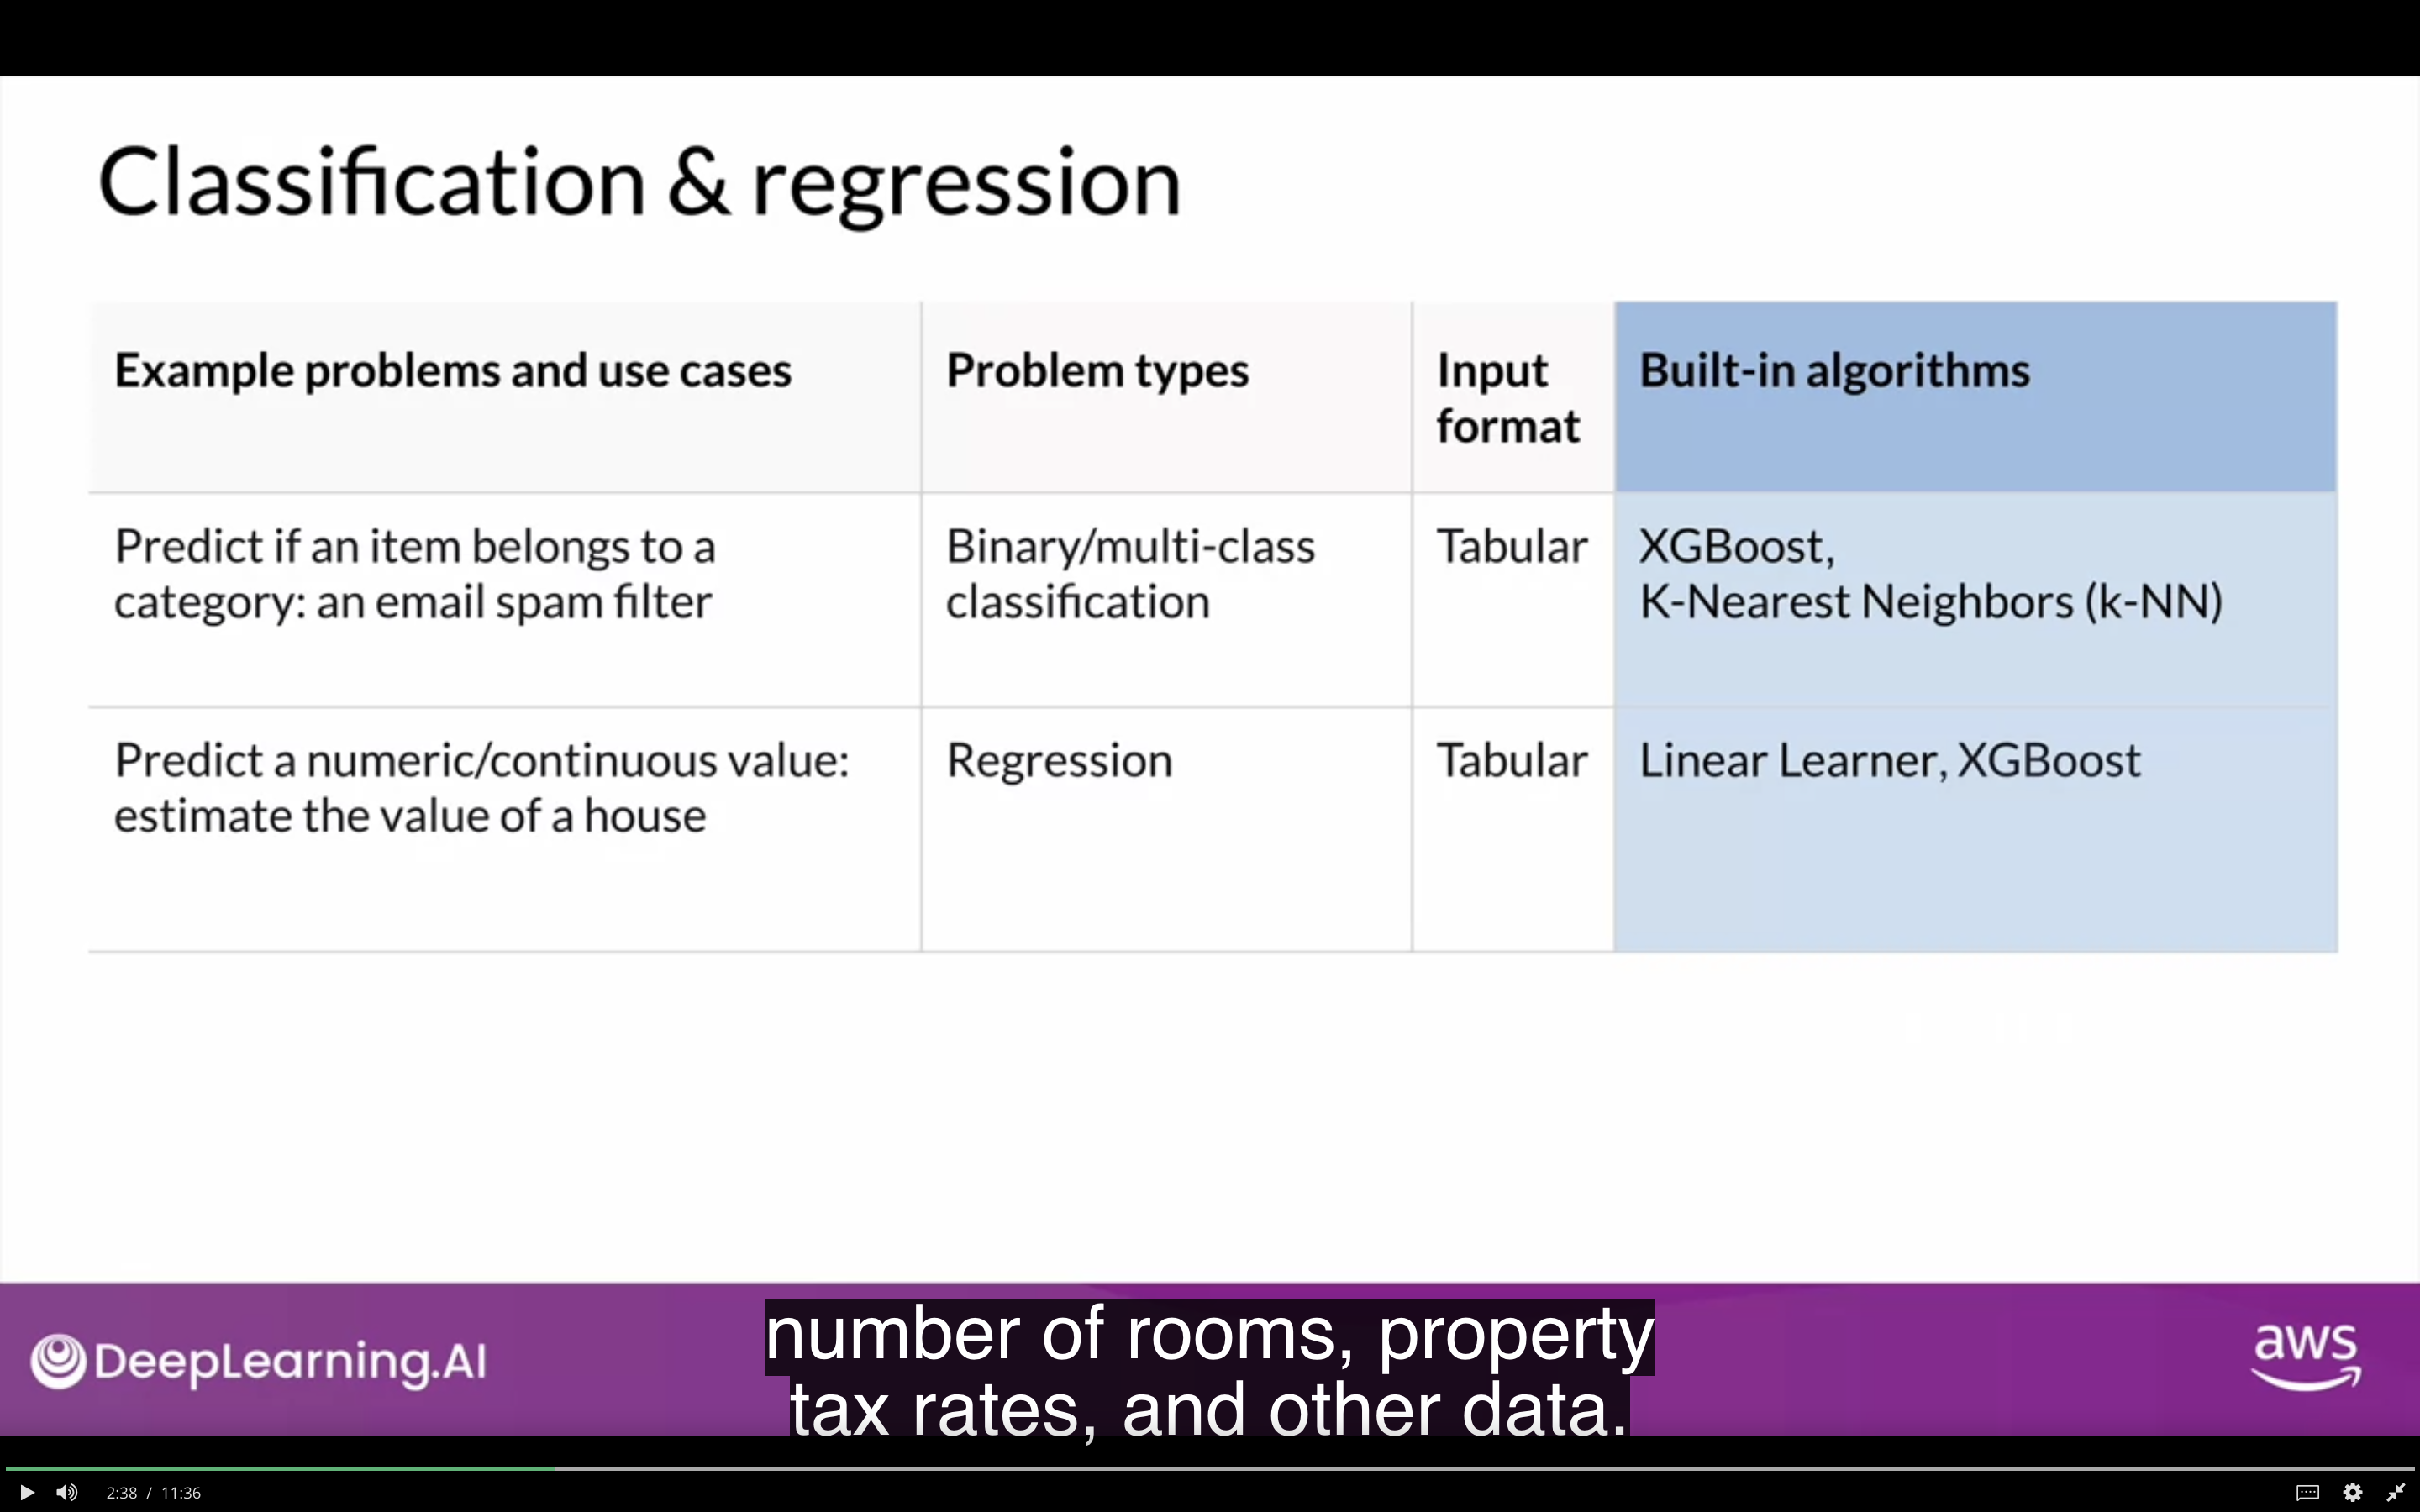 Classification & regression
Example problems and use cases
Problem types
Input
format
Built-in algorithms
Predict if an item belongs to a
category: an email spam filter
Binary/multi-class
classification
Tabular
XGBoost,
K-Nearest Neighbors (k-NN)
Predict a numeric/continuous value:
estimate the value of a house
Regression
Tabular
Linear Learner, XGBoost
DeepLearning.AI
number of rooms, property
tax rates, and other data.
aws
2:38 / 11:36